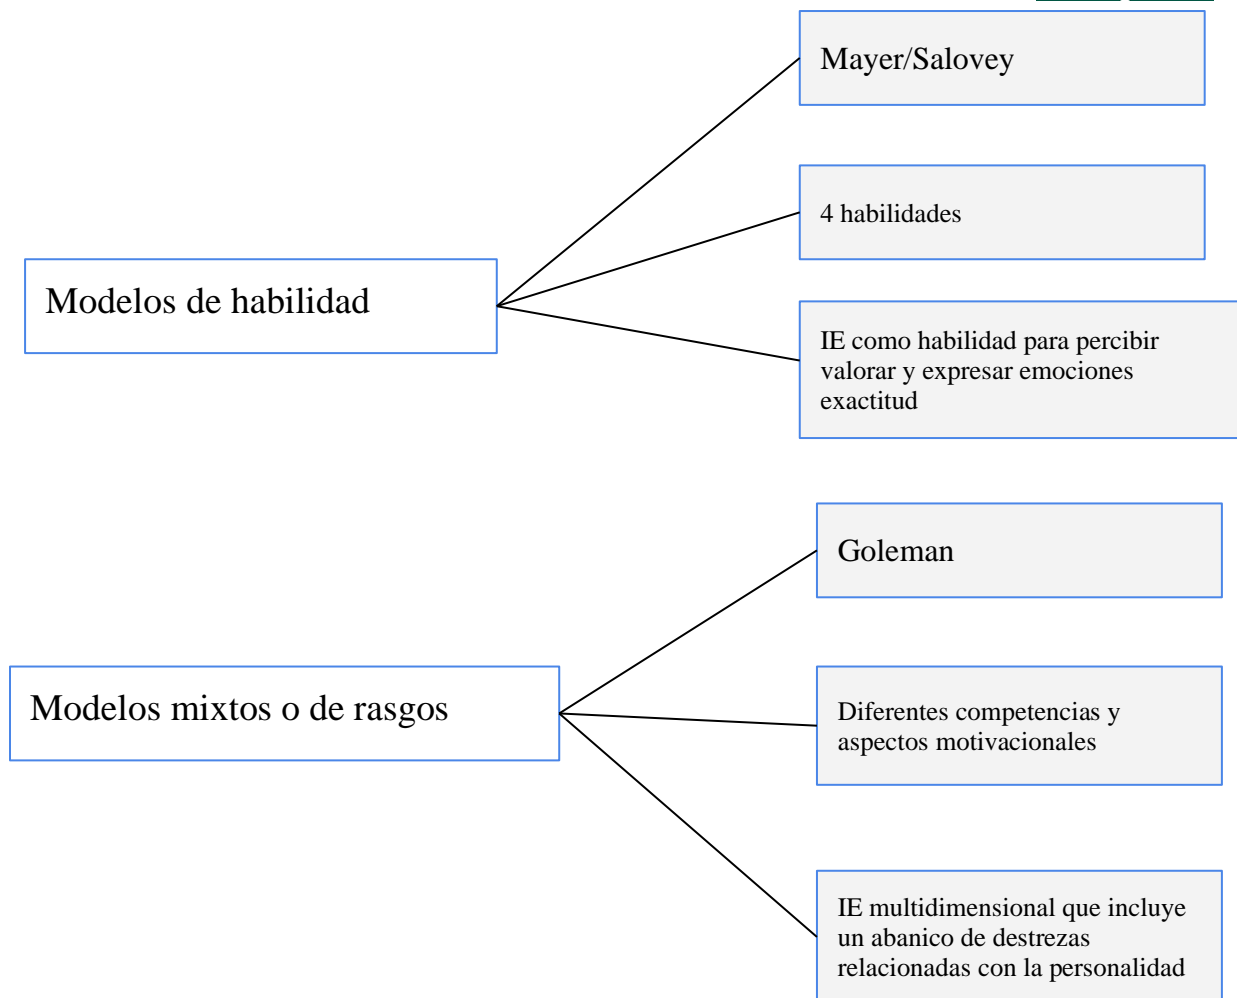 Mayer/Salovey
4 habilidades
Modelos de habilidad
IE como habilidad para percibir
valorar y expresar emociones
exactitud
Goleman
Modelos mixtos o de rasgos
Diferentes competencias y
aspectos motivacionales
IE multidimensional que incluye
un abanico de destrezas
relacionadas con la personalidad